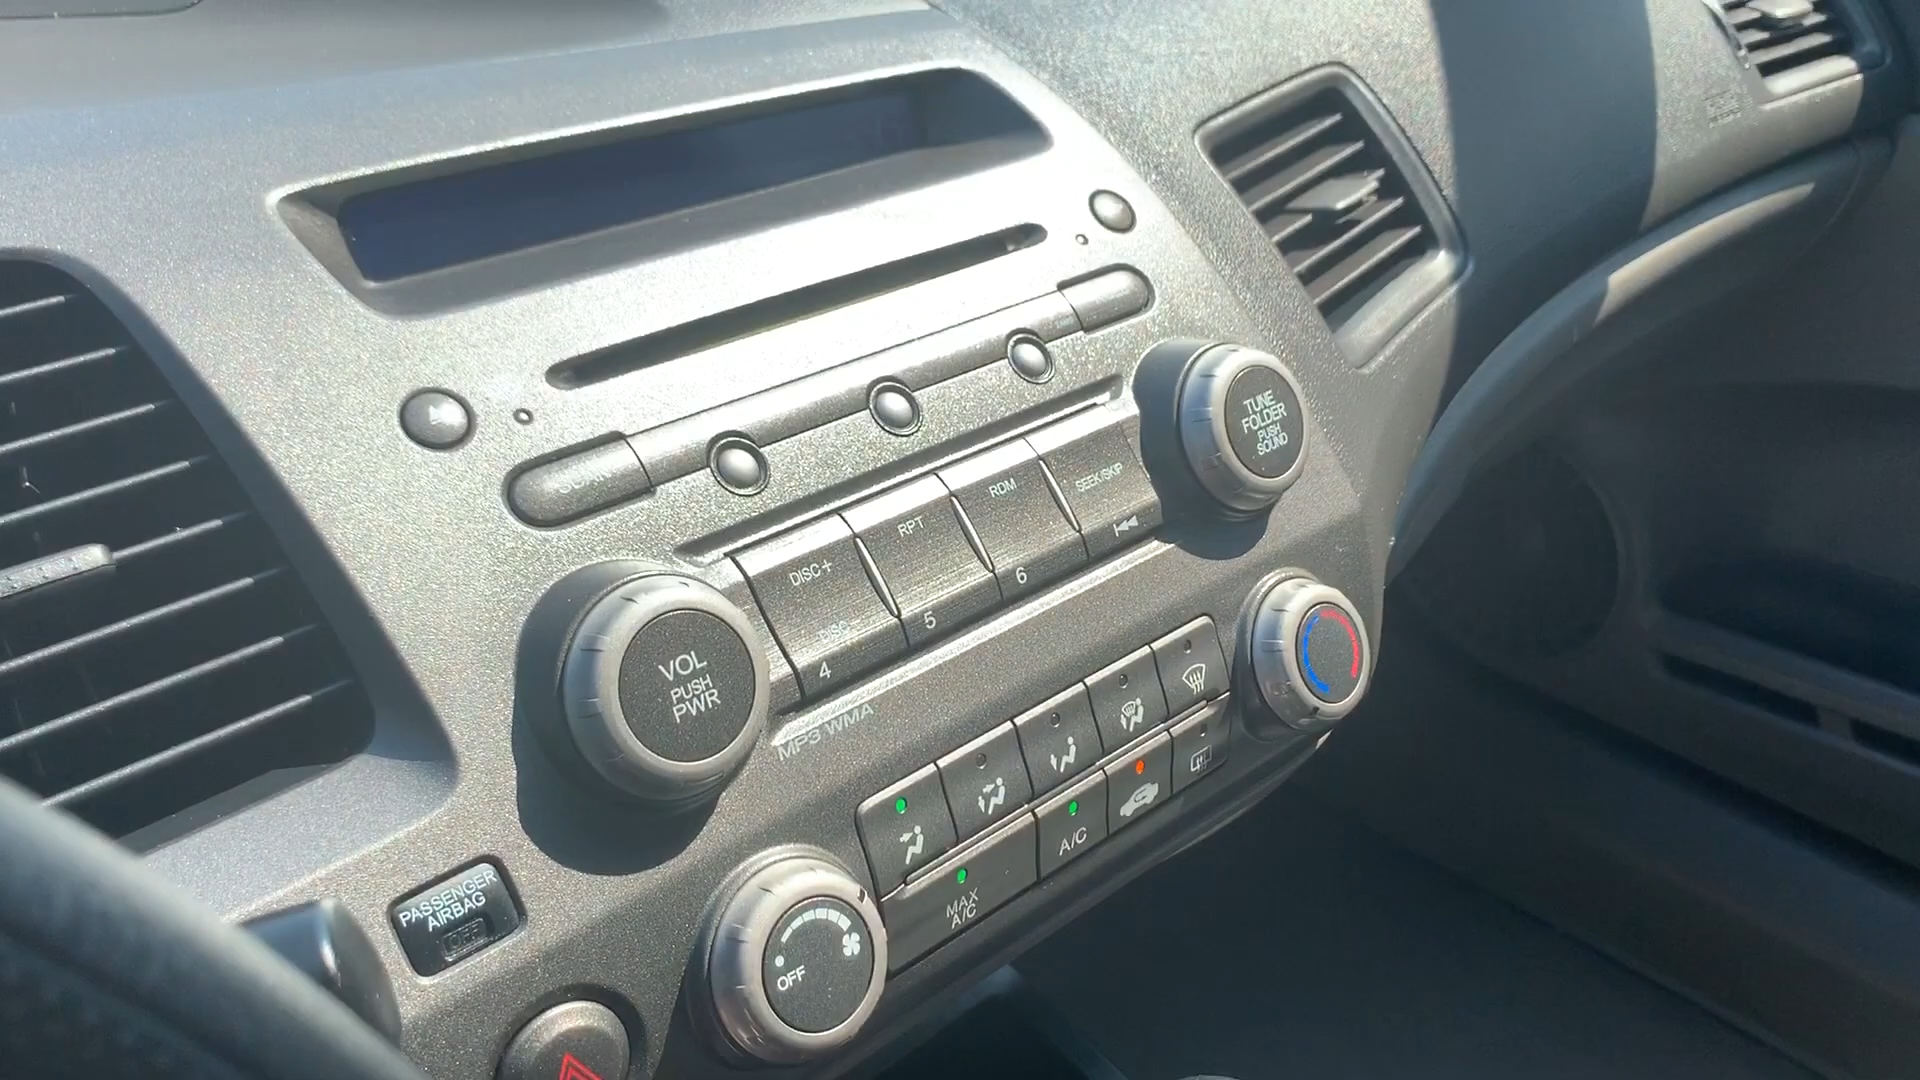 SCAN
TUNE
FOLDER
PUSH
SOUND
DISC+
RPT
RDM
SEEK/SKIP
DISC-
4
5
6
VOL
PUSH
PWR
MP3 WMA
PASSENGER
AIRBAG
OFF
A/C
MAX
A/C
OFF